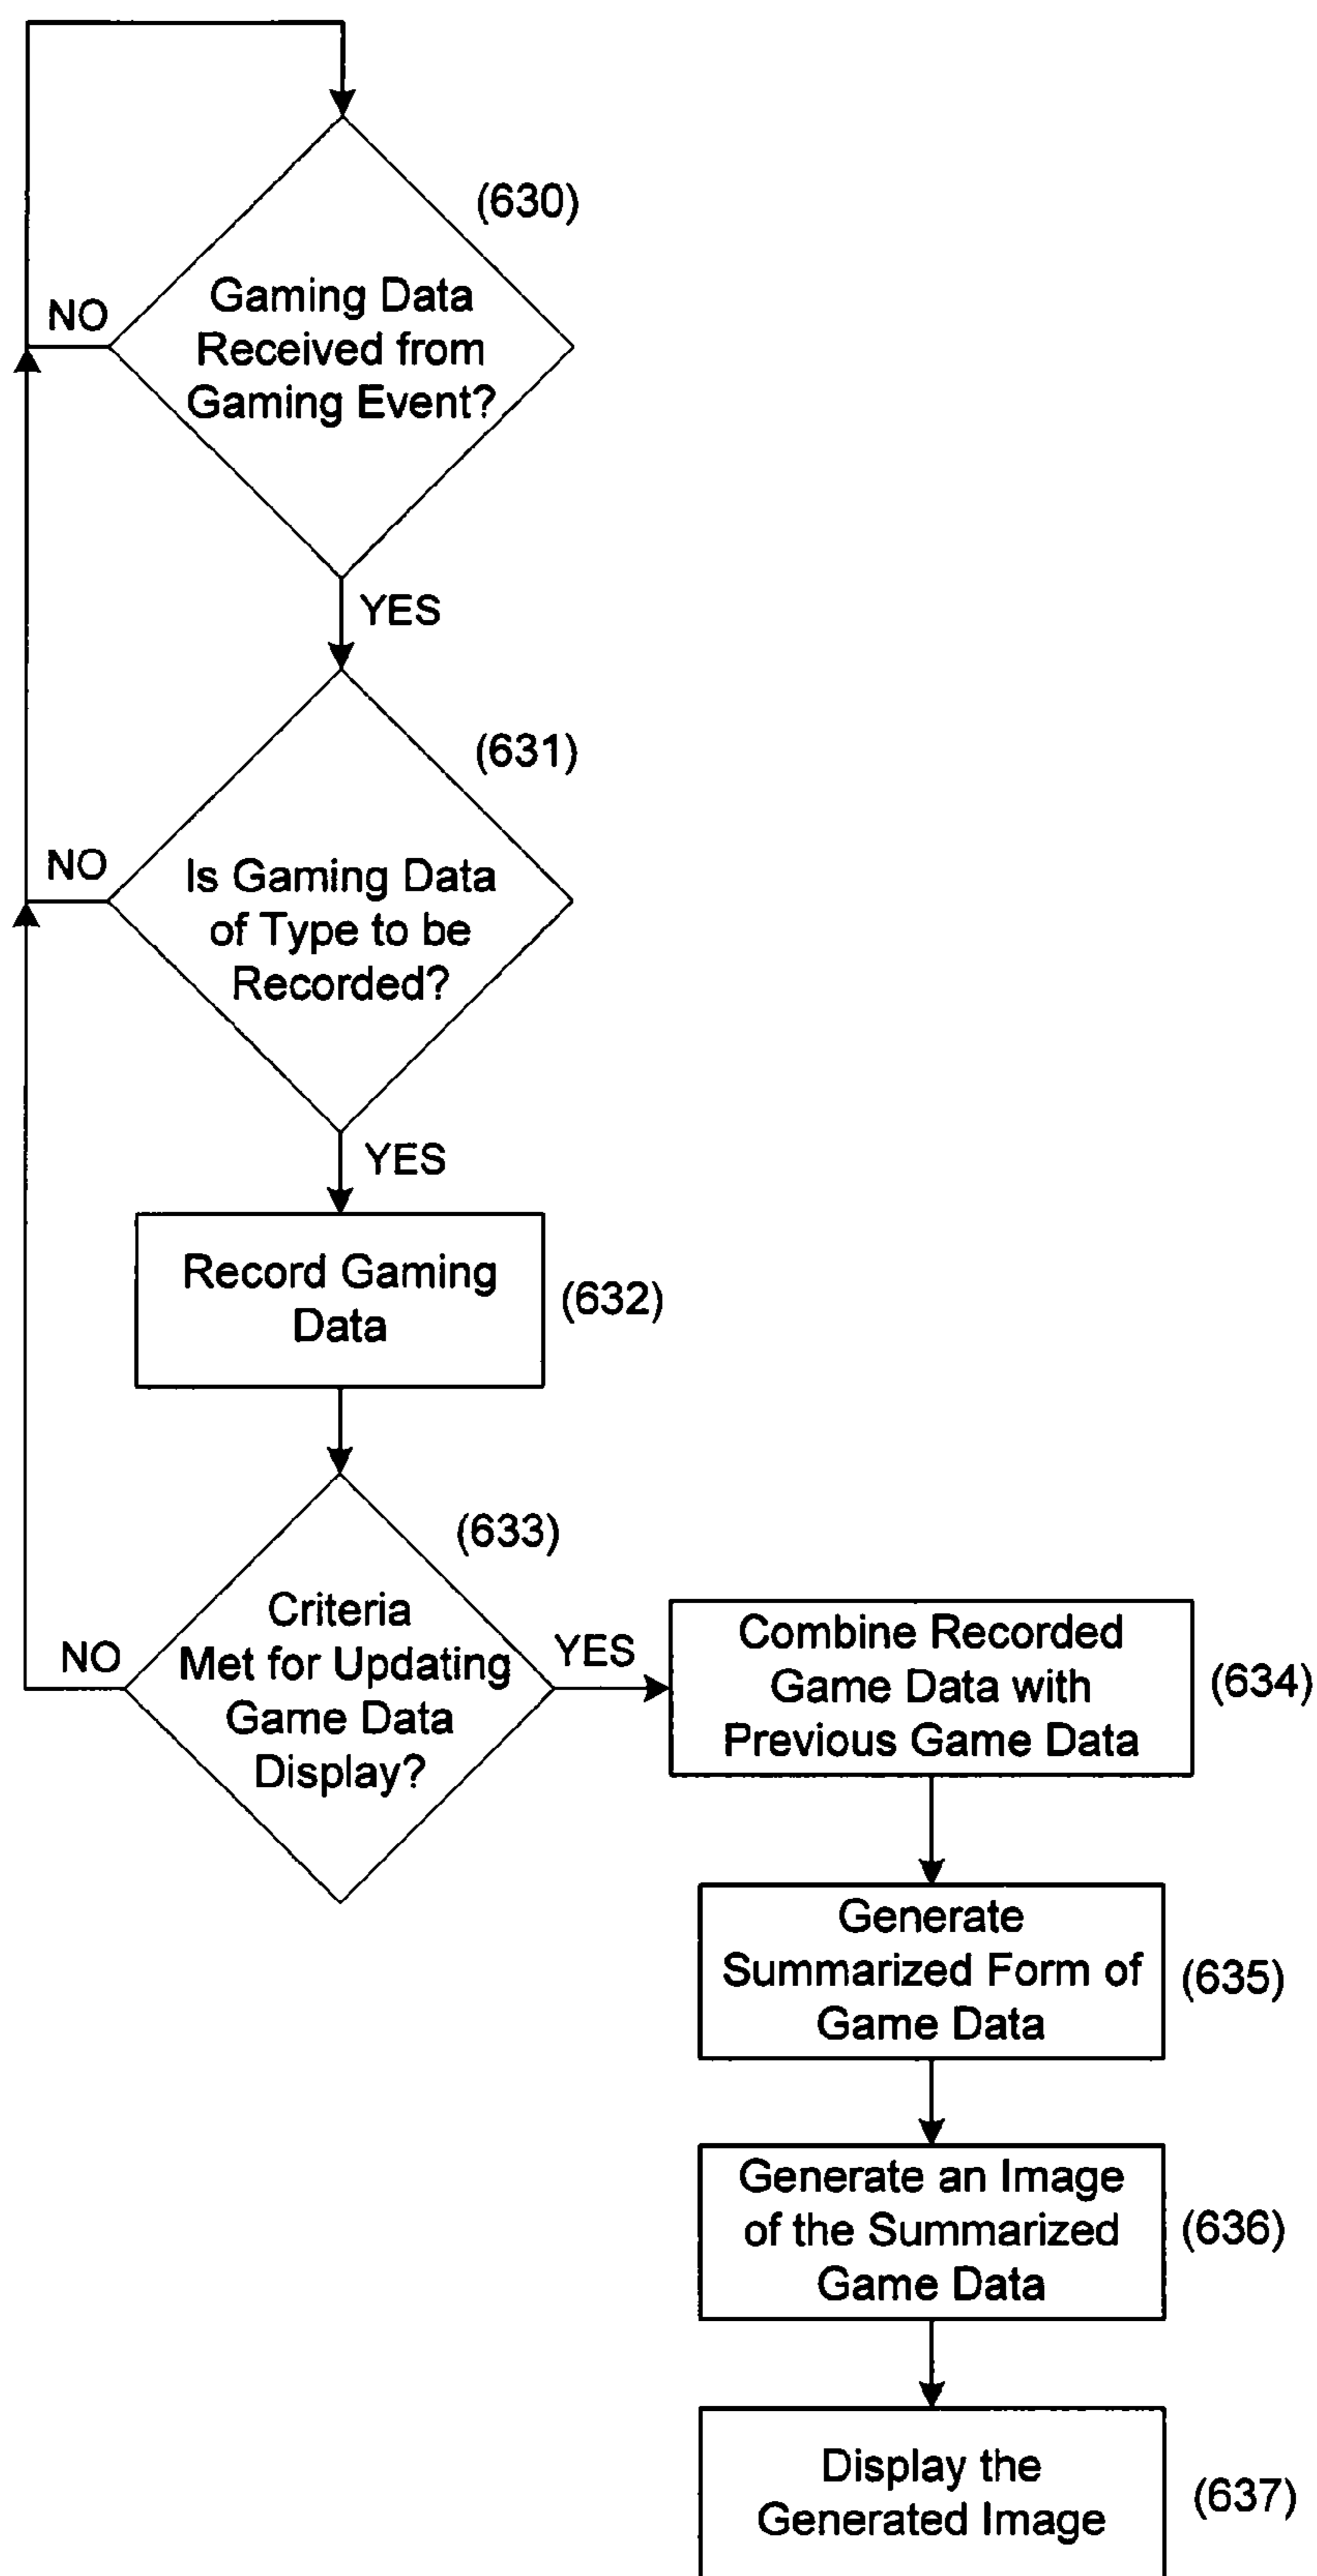 (630)
Gaming Data
Received from
Gaming Event?
NO
YES
(631)
Is Gaming Data
of Type to be
Recorded?
NO
YES
Record Gaming
Data
(632)
(633)
Criteria
Met for Updating
Game Data
Display?
NO
YES
Combine Recorded
Game Data with
Previous Game Data
(634)
Generate
Summarized Form of
Game Data
(635)
Generate an Image
of the Summarized
Game Data
(636)
Display the
Generated Image
(637)